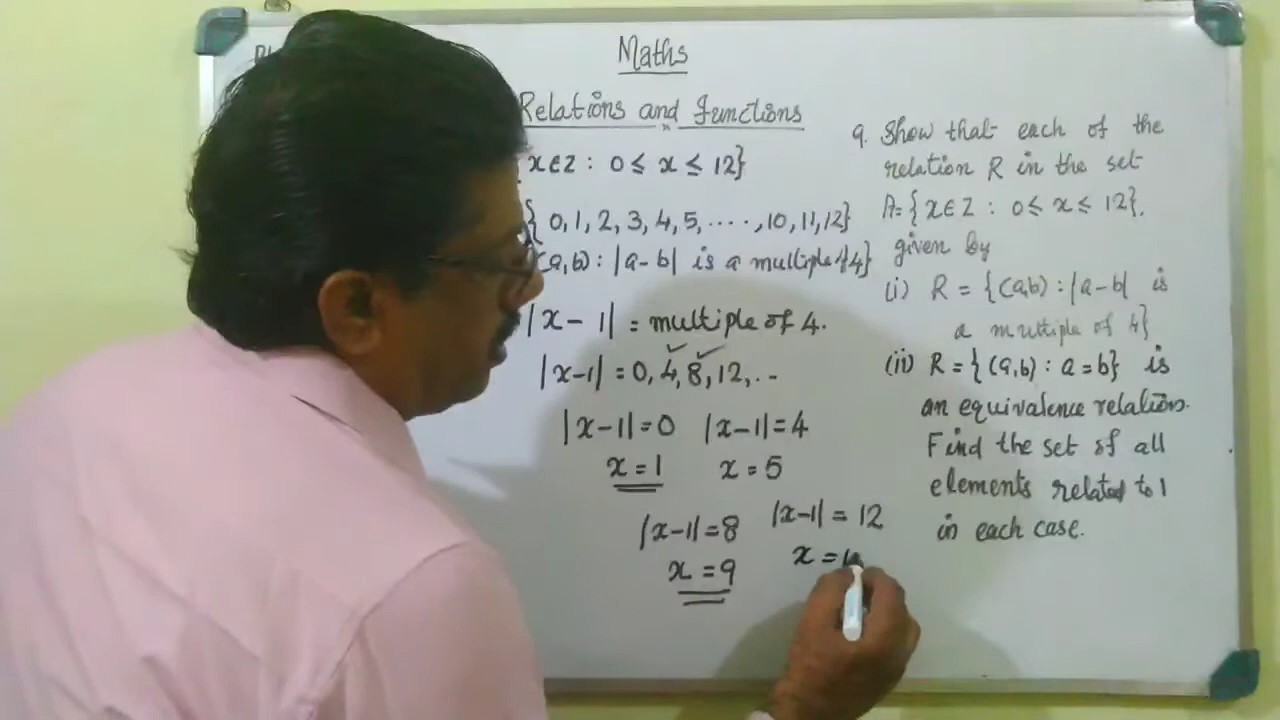 Maths
Relations and Functions
x∈Z : 0 ≤ x ≤ 12}
{ 0, 1, 2, 3, 4, 5, ...., 10, 11, 12}
(a,b) : |a-b| is a multiple of 4}
|x - 1| = multiple of 4.
|x-1| = 0, 4, 8, 12, ..
|x-1| = 0 |x-1| = 4
x = 1 x = 5
|x-1| = 8 |x-1| = 12
x = 9 x = 
9. Show that each of the
relation R in the set
A = { x∈Z : 0 ≤ x ≤ 12},
given by
(i) R = {(a,b) : |a-b| is
a multiple of 4}
(ii) R = { (a,b) : a = b} is
an equivalence relation.
Find the set of all
elements related to 1
in each case.